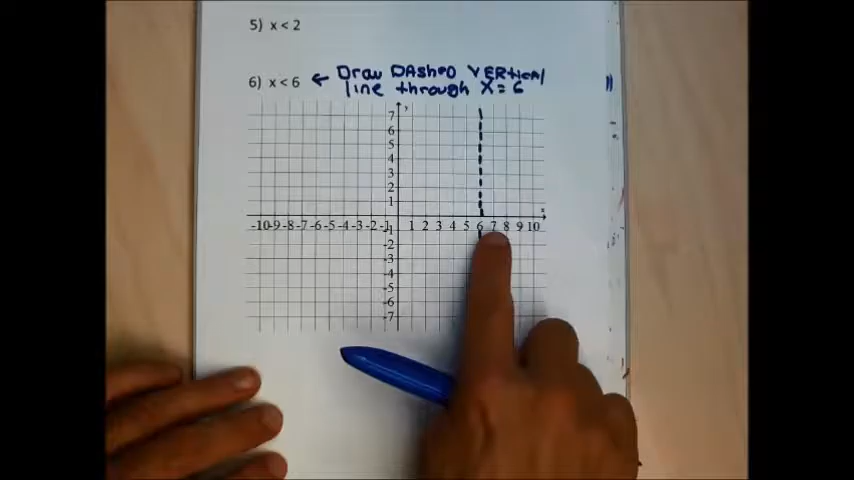 5) x < 2
6) x < 6 ← Draw DAShED VERtICAl
line through X = 6
y
7
6
5
4
3
2
1
x
-10 -9 -8 -7 -6 -5 -4 -3 -2 -1 1 2 3 4 5 6 7 8 9 10
-1
-2
-3
-4
-5
-6
-7